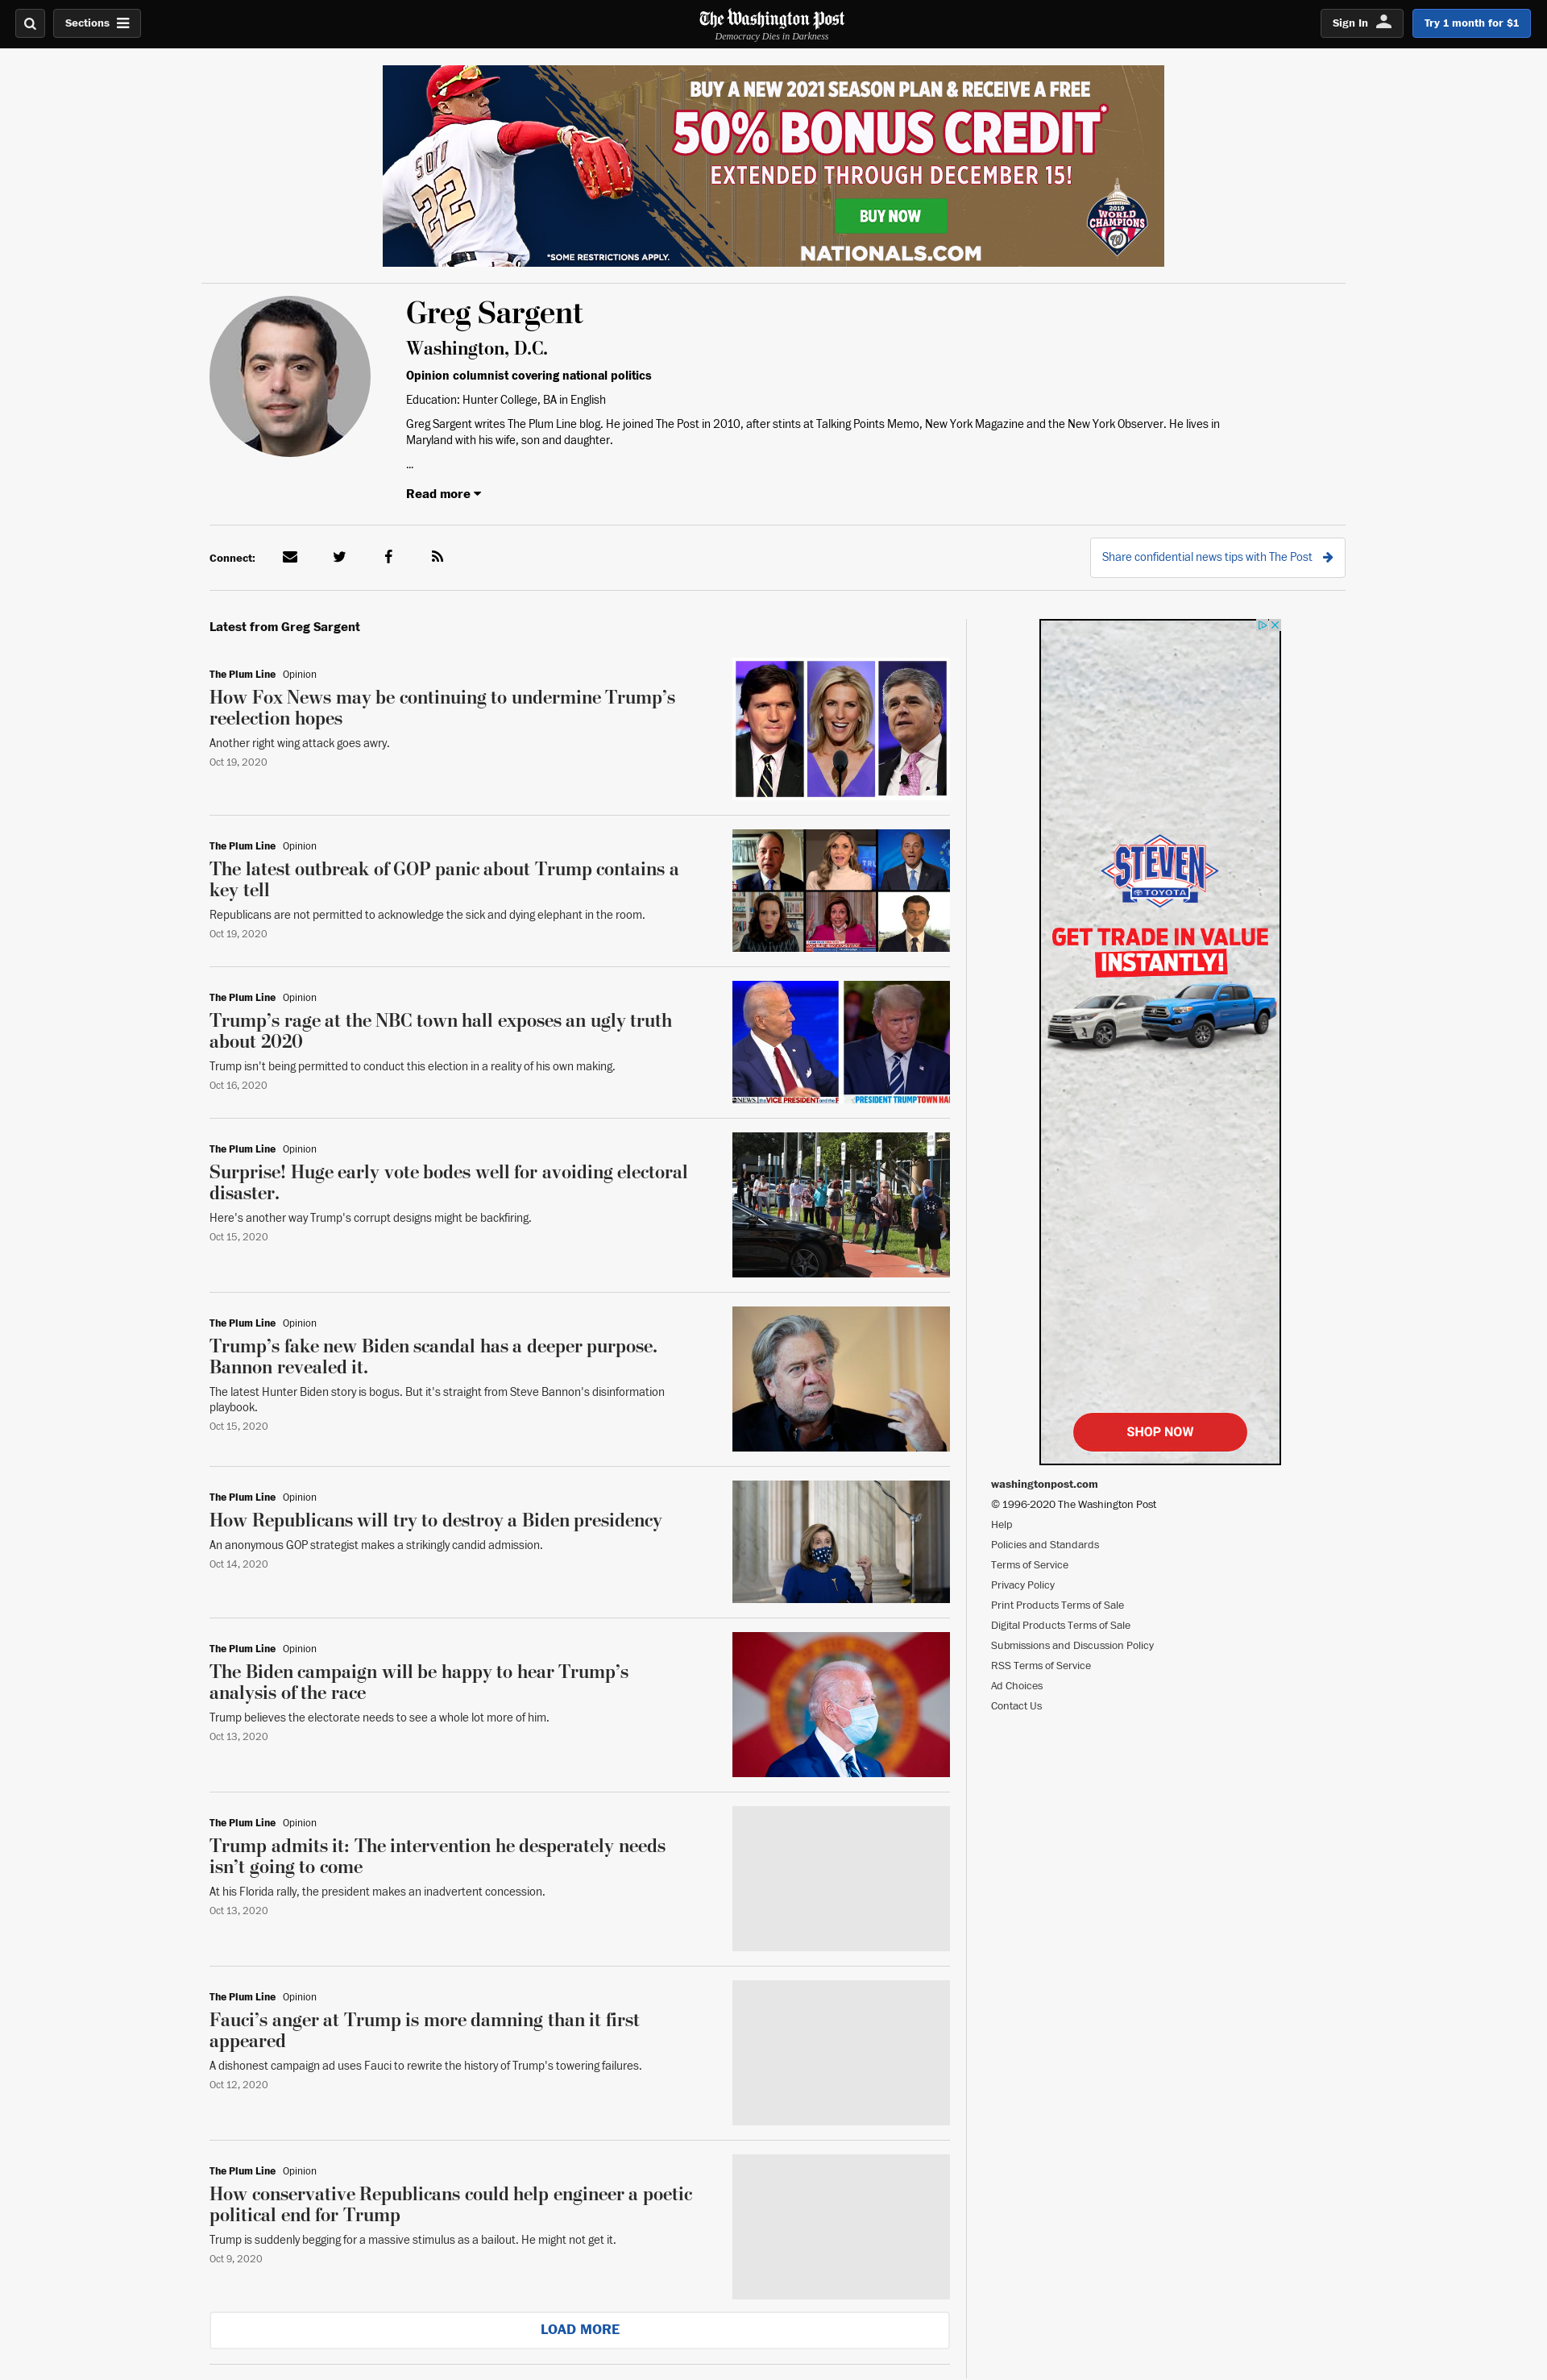 Sections
The Washington Post
Democracy Dies in Darkness
Sign In
Try 1 month for $1
BUY A NEW 2021 SEASON PLAN & RECEIVE A FREE
50% BONUS CREDIT*
EXTENDED THROUGH DECEMBER 15!
BUY NOW
*SOME RESTRICTIONS APPLY.
NATIONALS.COM
2019
WORLD
CHAMPIONS
22
Greg Sargent
Washington, D.C.
Opinion columnist covering national politics
Education: Hunter College, BA in English
Greg Sargent writes The Plum Line blog. He joined The Post in 2010, after stints at Talking Points Memo, New York Magazine and the New York Observer. He lives in
Maryland with his wife, son and daughter.
...
Read more
Connect:
Share confidential news tips with The Post
Latest from Greg Sargent
The Plum Line Opinion
How Fox News may be continuing to undermine Trump’s
reelection hopes
Another right wing attack goes awry.
Oct 19, 2020
The Plum Line Opinion
The latest outbreak of GOP panic about Trump contains a
key tell
Republicans are not permitted to acknowledge the sick and dying elephant in the room.
Oct 19, 2020
The Plum Line Opinion
Trump’s rage at the NBC town hall exposes an ugly truth
about 2020
Trump isn't being permitted to conduct this election in a reality of his own making.
Oct 16, 2020
NEWS the VICE PRESIDENT and the P
PRESIDENT TRUMP TOWN HAL
The Plum Line Opinion
Surprise! Huge early vote bodes well for avoiding electoral
disaster.
Here's another way Trump's corrupt designs might be backfiring.
Oct 15, 2020
The Plum Line Opinion
Trump’s fake new Biden scandal has a deeper purpose.
Bannon revealed it.
The latest Hunter Biden story is bogus. But it's straight from Steve Bannon's disinformation
playbook.
Oct 15, 2020
The Plum Line Opinion
How Republicans will try to destroy a Biden presidency
An anonymous GOP strategist makes a strikingly candid admission.
Oct 14, 2020
The Plum Line Opinion
The Biden campaign will be happy to hear Trump’s
analysis of the race
Trump believes the electorate needs to see a whole lot more of him.
Oct 13, 2020
The Plum Line Opinion
Trump admits it: The intervention he desperately needs
isn’t going to come
At his Florida rally, the president makes an inadvertent concession.
Oct 13, 2020
The Plum Line Opinion
Fauci’s anger at Trump is more damning than it first
appeared
A dishonest campaign ad uses Fauci to rewrite the history of Trump's towering failures.
Oct 12, 2020
The Plum Line Opinion
How conservative Republicans could help engineer a poetic
political end for Trump
Trump is suddenly begging for a massive stimulus as a bailout. He might not get it.
Oct 9, 2020
LOAD MORE
STEVEN
TOYOTA
GET TRADE IN VALUE
INSTANTLY!
SHOP NOW
washingtonpost.com
© 1996-2020 The Washington Post
Help
Policies and Standards
Terms of Service
Privacy Policy
Print Products Terms of Sale
Digital Products Terms of Sale
Submissions and Discussion Policy
RSS Terms of Service
Ad Choices
Contact Us